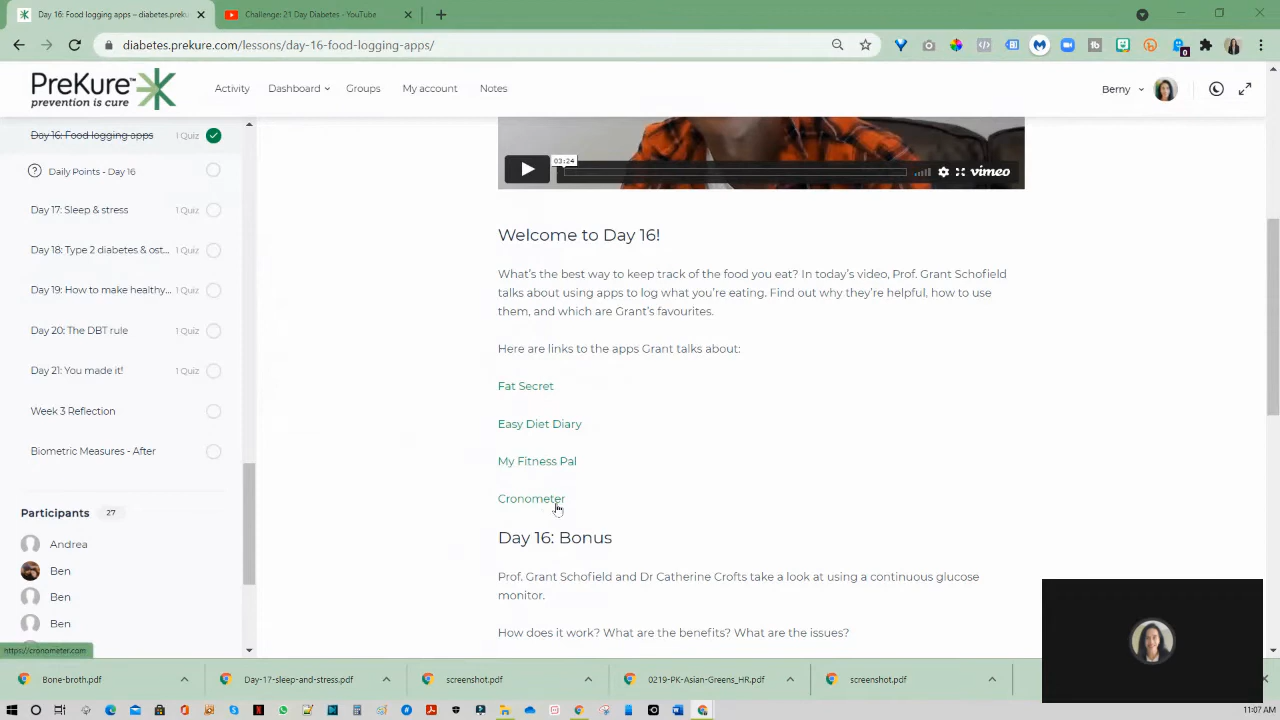 Day 16: Food logging apps – preKure
Challenge: 21 Day Diabetes - YouTube
diabetes.prekure.com/lessons/day-16-food-logging-apps/
PreKure™
prevention is cure
Activity
Dashboard
Groups
My account
Notes
Berny
Day 16: Food logging apps
1 Quiz
Daily Points - Day 16
Day 17: Sleep & stress
1 Quiz
Day 18: Type 2 diabetes & ost...
1 Quiz
Day 19: How to make healthy...
1 Quiz
Day 20: The DBT rule
1 Quiz
Day 21: You made it!
1 Quiz
Week 3 Reflection
Biometric Measures - After
Participants 27
Andrea
Ben
Ben
Ben
https://cronometer.com
03:24
vimeo
Welcome to Day 16!
What's the best way to keep track of the food you eat? In today's video, Prof. Grant Schofield
talks about using apps to log what you're eating. Find out why they're helpful, how to use
them, and which are Grant's favourites.
Here are links to the apps Grant talks about:
Fat Secret
Easy Diet Diary
My Fitness Pal
Cronometer
Day 16: Bonus
Prof. Grant Schofield and Dr Catherine Crofts take a look at using a continuous glucose
monitor.
How does it work? What are the benefits? What are the issues?
Bone-broth.pdf
Day-17-sleep-and-stress.pdf
screenshot.pdf
0219-PK-Asian-Greens_HR.pdf
screenshot.pdf
11:07 AM